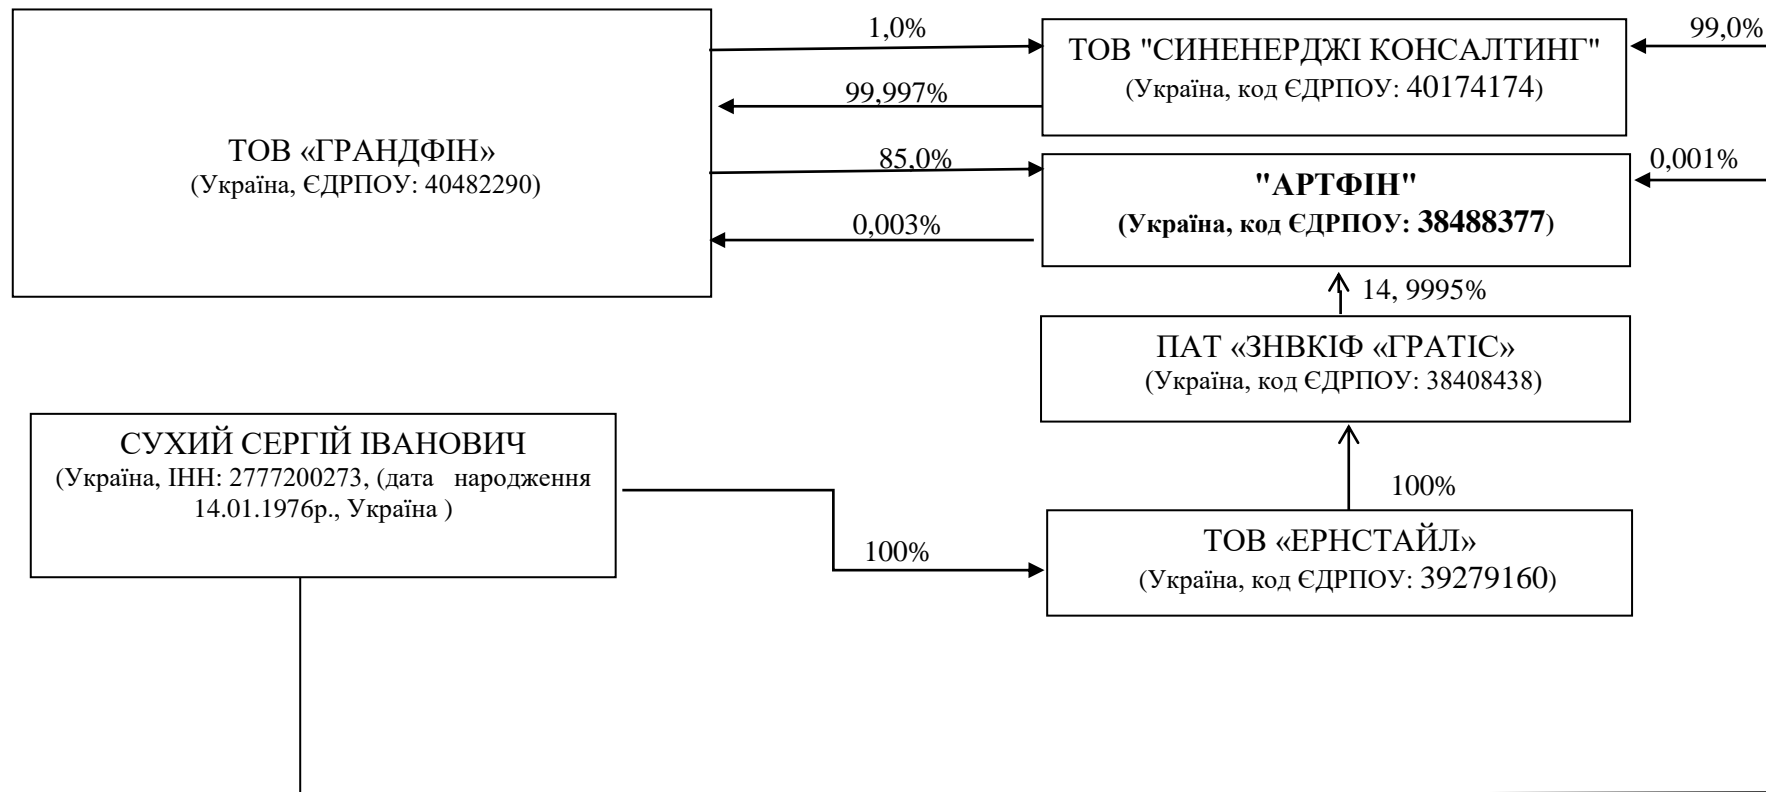 1,0%
ТОВ "СИНЕНЕРДЖІ КОНСАЛТИНГ"
99,0%
(Україна, код ЄДРПОУ: 40174174)
99,997%
ТОВ «ГРАНДФІН»
(Україна, ЄДРПОУ: 40482290)
85,0%
"АРТФІН"
0,001%
(Україна, код ЄДРПОУ: 38488377)
0,003%
14, 9995%
ПАТ «ЗНВКІФ «ГРАТІС»
(Україна, код ЄДРПОУ: 38408438)
СУХИЙ СЕРГІЙ ІВАНОВИЧ
(Україна, ІНН: 2777200273, (дата народження
14.01.1976р., Україна )
100%
100%
ТОВ «ЕРНСТАЙЛ»
(Україна, код ЄДРПОУ: 39279160)